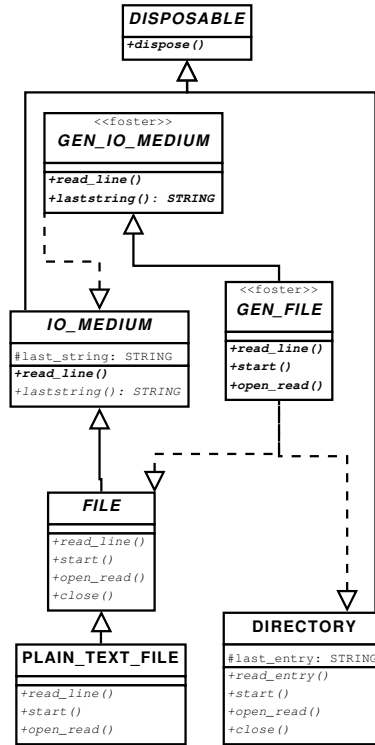 DISPOSABLE
+dispose()
<<foster>>
GEN_IO_MEDIUM
+read_line()
+laststring(): STRING
<<foster>>
GEN_FILE
+read_line()
+start()
+open_read()
IO_MEDIUM
#last_string: STRING
+read_line()
+laststring(): STRING
FILE
+read_line()
+start()
+open_read()
+close()
PLAIN_TEXT_FILE
+read_line()
+start()
+open_read()
DIRECTORY
#last_entry: STRING
+read_entry()
+start()
+open_read()
+close()